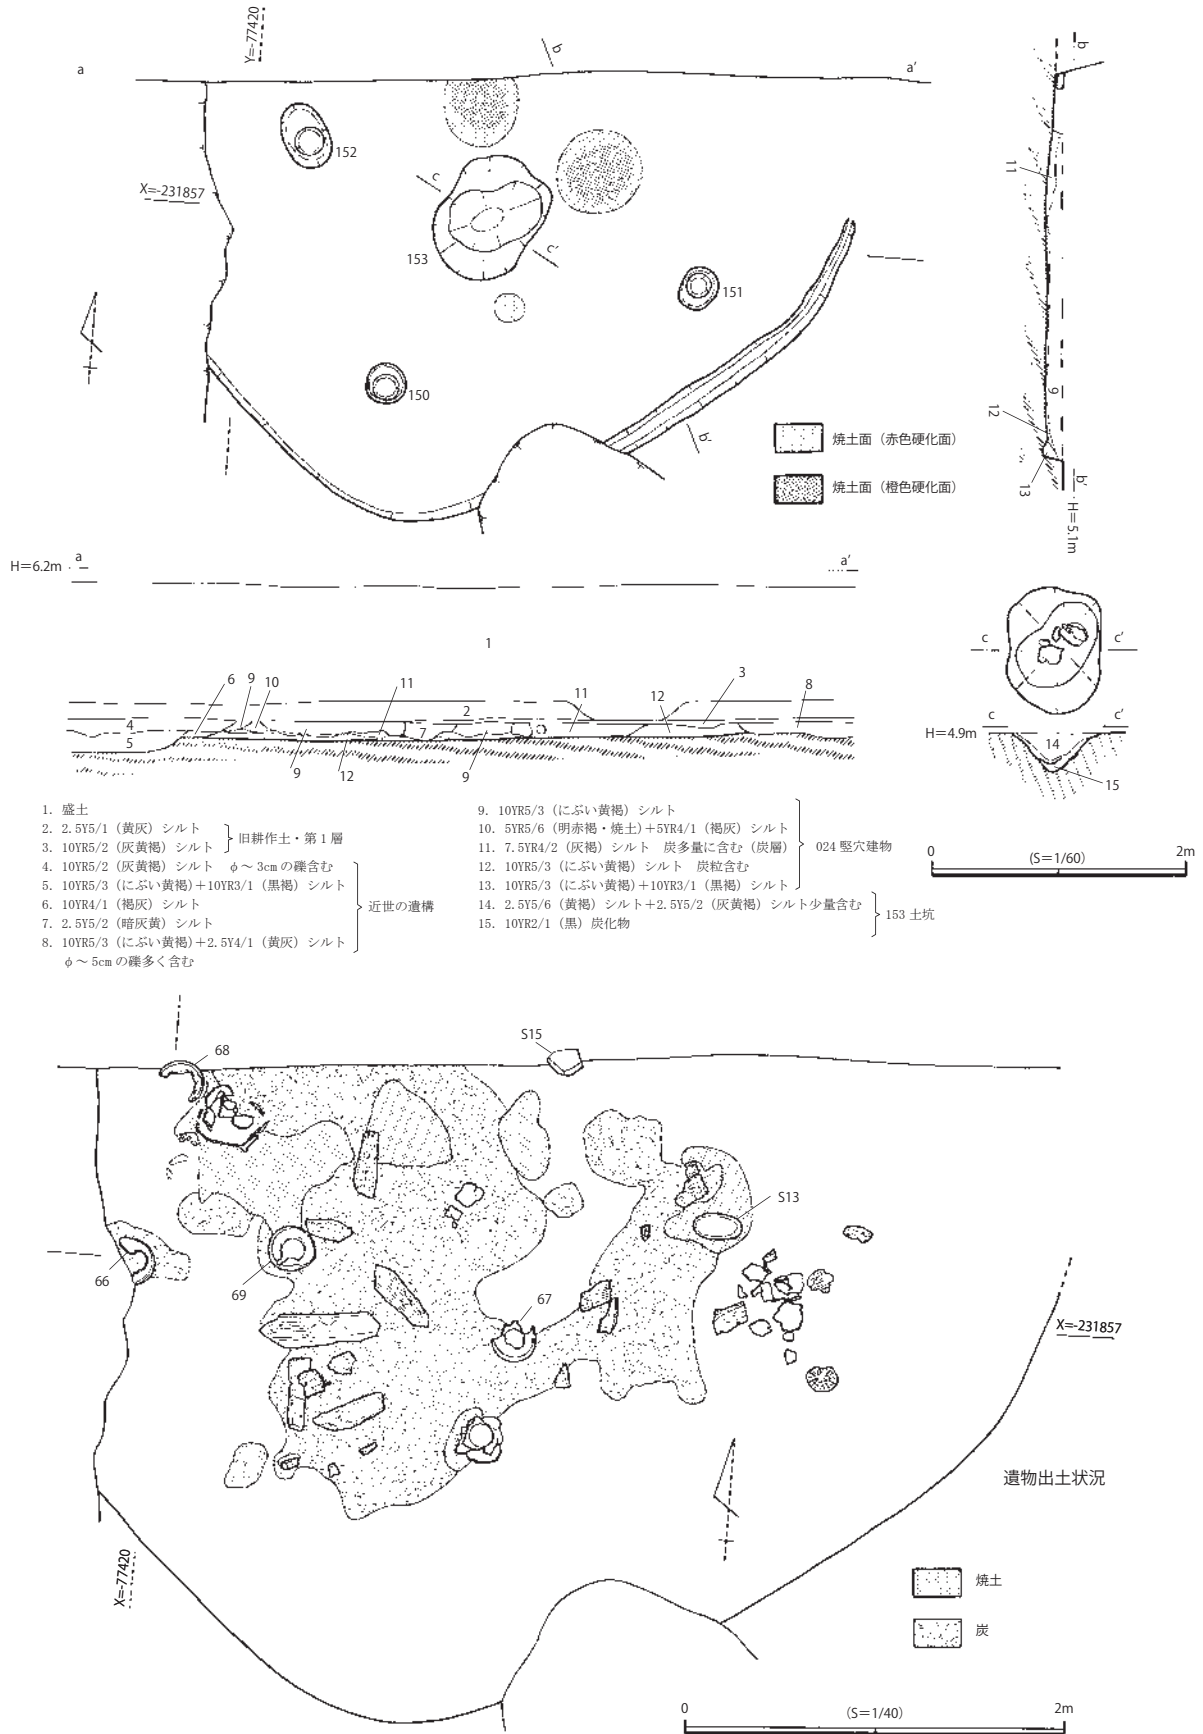 Y=-77420
a
b
a'
b
152
X=-231857
c
153
c'
151
150
b'
11
9
12
13
b'
H=5.1m
焼土面（赤色硬化面）
焼土面（橙色硬化面）
H=6.2m
a
a'
1
6
9
10
11
2
11
12
3
8
4
5
7
9
9
12
9
c
c'
c
c'
H=4.9m
14
15
1. 盛土
2. 2.5Y5/1（黄灰）シルト
3. 10YR5/2（灰黄褐）シルト
旧耕作土・第1層
4. 10YR5/2（灰黄褐）シルト　φ～3cmの礫含む
5. 10YR5/3（にぶい黄褐）+10YR3/1（黒褐）シルト
6. 10YR4/1（褐灰）シルト
7. 2.5Y5/2（暗灰黄）シルト
8. 10YR5/3（にぶい黄褐）+2.5Y4/1（黄灰）シルト
φ～5cmの礫多く含む
近世の遺構
9. 10YR5/3（にぶい黄褐）シルト
10. 5YR5/6（明赤褐・焼土）+5YR4/1（褐灰）シルト
11. 7.5YR4/2（灰褐）シルト　炭多量に含む（炭層）
12. 10YR5/3（にぶい黄褐）シルト　炭粒含む
13. 10YR5/3（にぶい黄褐）+10YR3/1（黒褐）シルト
024 竪穴建物
14. 2.5Y5/6（黄褐）シルト+2.5Y5/2（灰黄褐）シルト少量含む
15. 10YR2/1（黒）炭化物
153 土坑
0
(S=1/60)
2m
68
S15
S13
66
69
67
X=-231857
X=-77420
遺物出土状況
焼土
炭
0
(S=1/40)
2m